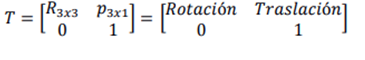 T = [R3x3 p3x1] = [Rotación Traslación]
[0 1] [0 1]